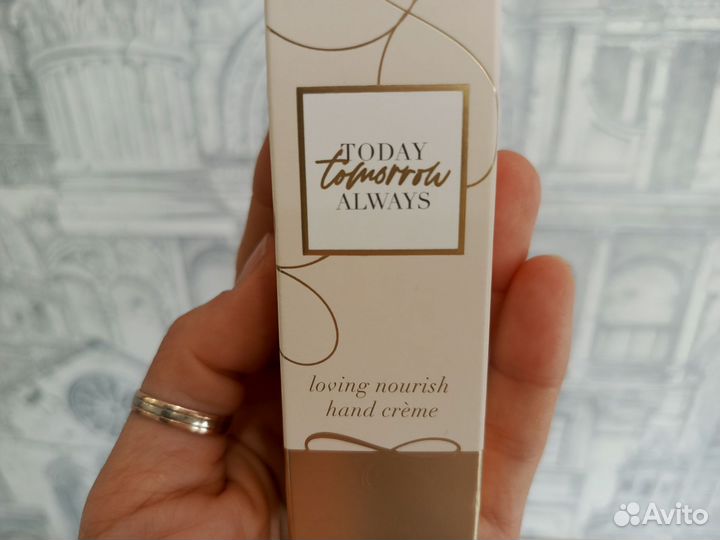 TODAY
tomorrow
ALWAYS
loving nourish
hand crème
Avito